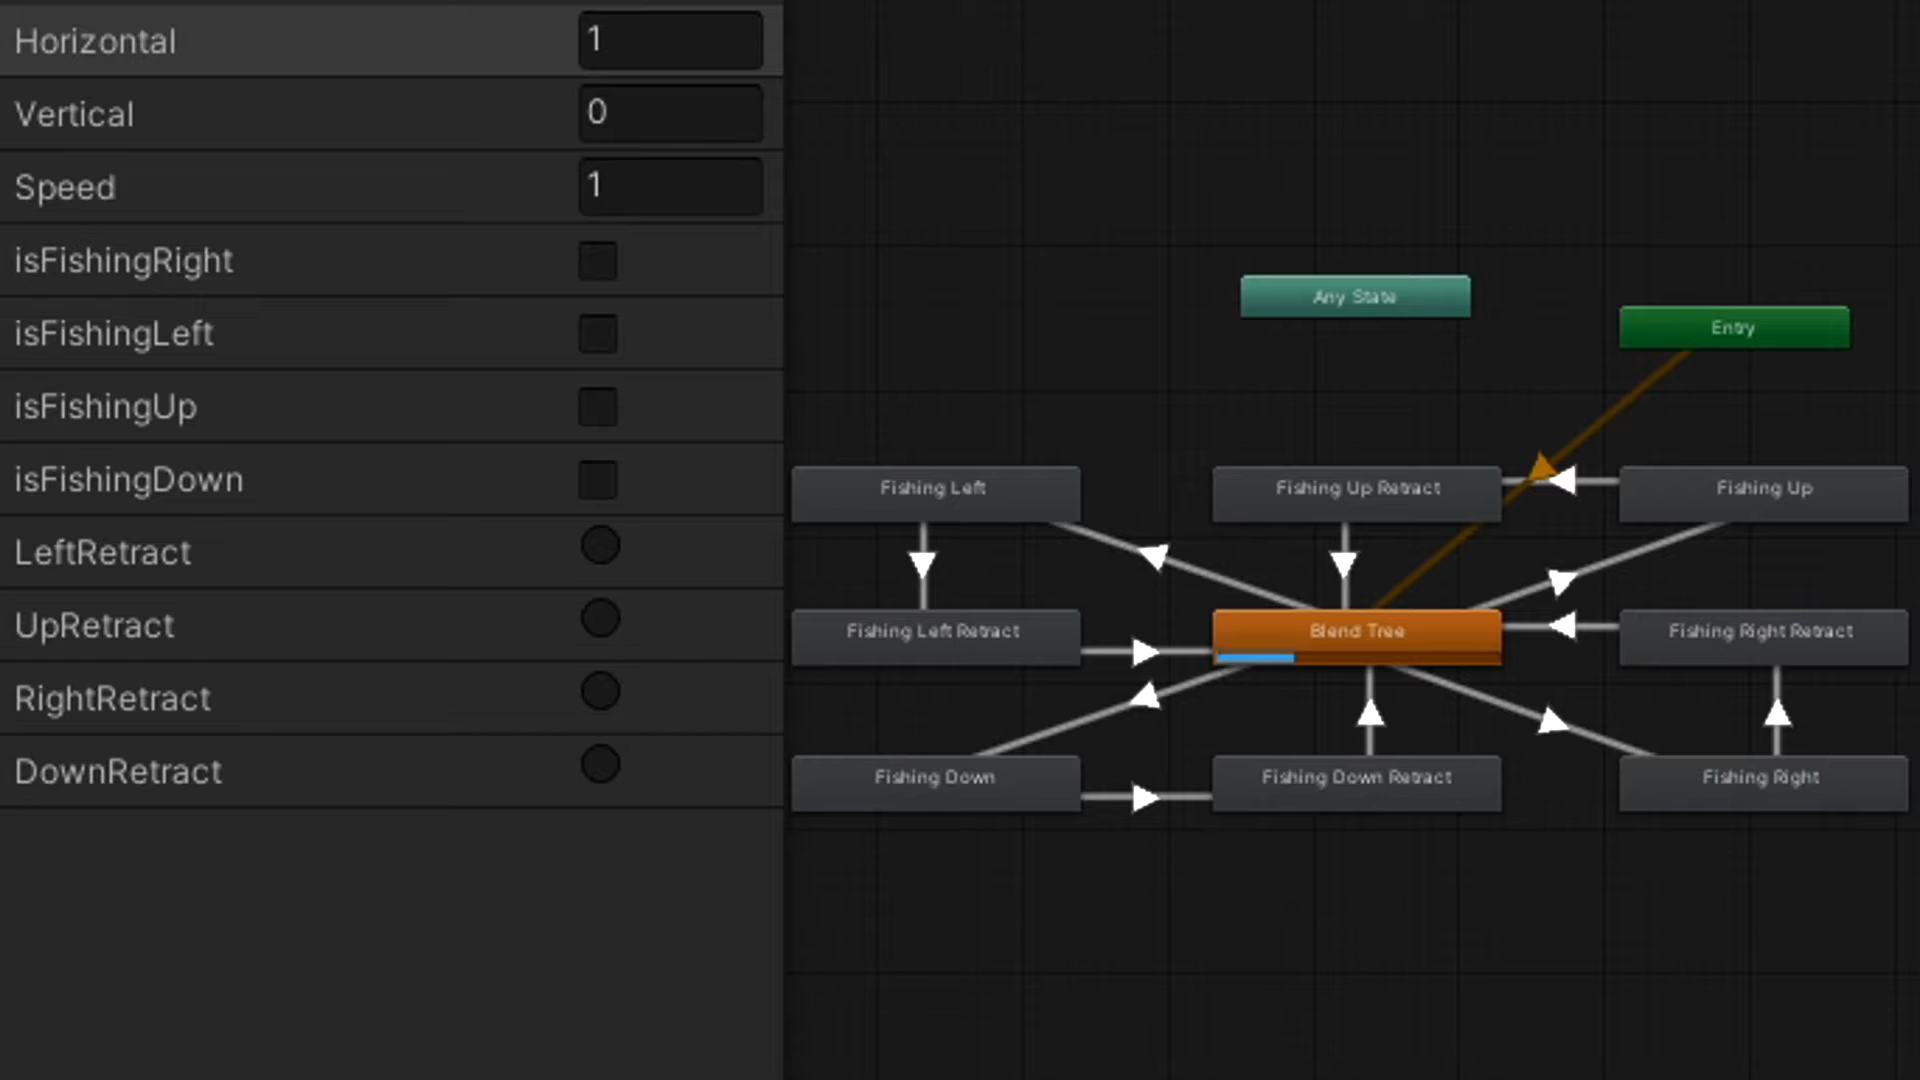 Horizontal 1
Vertical 0
Speed 1
isFishingRight
isFishingLeft
isFishingUp
isFishingDown
LeftRetract
UpRetract
RightRetract
DownRetract
Any State
Entry
Fishing Left
Fishing Up Retract
Fishing Up
Fishing Left Retract
Blend Tree
Fishing Right Retract
Fishing Down
Fishing Down Retract
Fishing Right